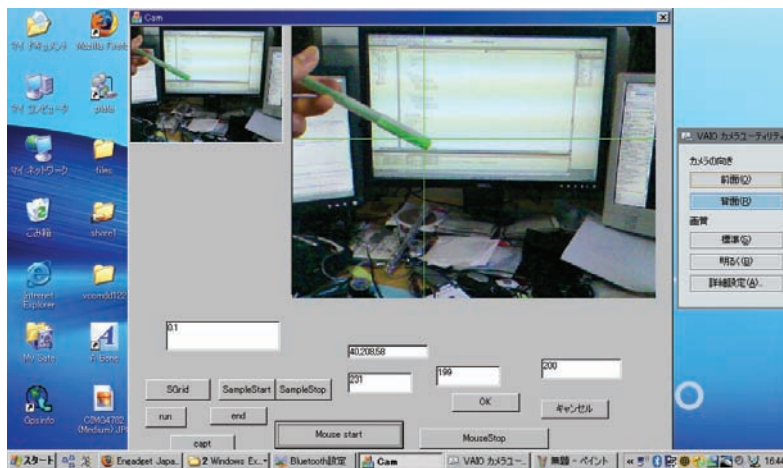 マイ ドキュメント
Mozilla Firef
マイ コンピュータ
plala
マイ ネットワーク
files
ごみ箱
share1
Internet Explorer
My Safe
Cam
0.1
40,208,58
231
199
200
SGrid
SampleStart
SampleStop
OK
キャンセル
run
end
capt
Mouse start
MouseStop
VAIO カメラユーティリティ
カメラの向き
前面(O)
背面(R)
画質
標準(S)
明るく(B)
詳細設定(A)...
スタート
Engadget Japa...
2 Windows Ex...
Bluetooth設定
Cam
VAIO カメラユー...
無題 - ペイント